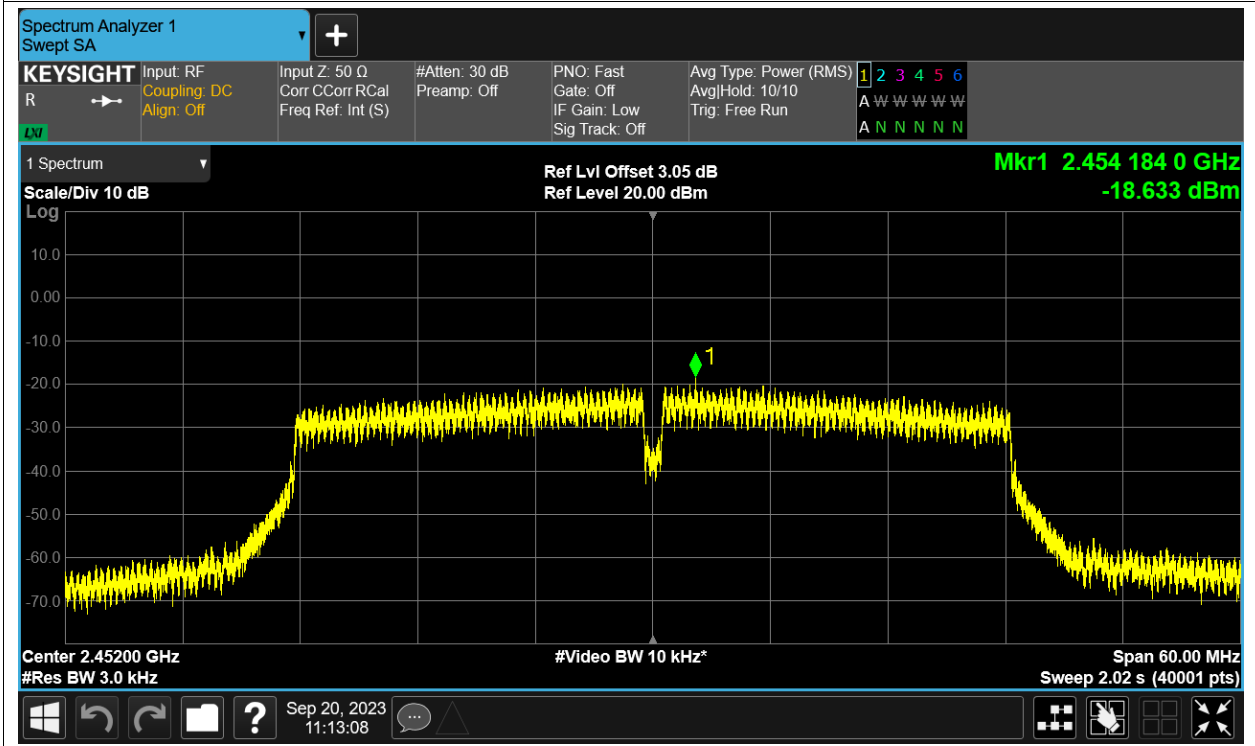 Spectrum Analyzer 1
Swept SA
KEYSIGHT
R
LXI
Input: RF
Coupling: DC
Align: Off
Input Z: 50 Ω
Corr CCorr RCal
Freq Ref: Int (S)
#Atten: 30 dB
Preamp: Off
PNO: Fast
Gate: Off
IF Gain: Low
Sig Track: Off
Avg Type: Power (RMS)
Avg|Hold: 10/10
Trig: Free Run
1 2 3 4 5 6
A W W W W W
A N N N N N
1 Spectrum
Scale/Div 10 dB
Ref Lvl Offset 3.05 dB
Ref Level 20.00 dBm
Mkr1 2.454 184 0 GHz
-18.633 dBm
Log
10.0
0.00
-10.0
-20.0
-30.0
-40.0
-50.0
-60.0
-70.0
1
Center 2.45200 GHz
#Res BW 3.0 kHz
#Video BW 10 kHz*
Span 60.00 MHz
Sweep 2.02 s (40001 pts)
?
Sep 20, 2023
11:13:08